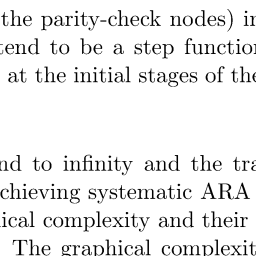 the parity-check nodes) in
tend to be a step function
at the initial stages of the
nd to infinity and the tra
chieving systematic ARA
ical complexity and their
. The graphical complexit